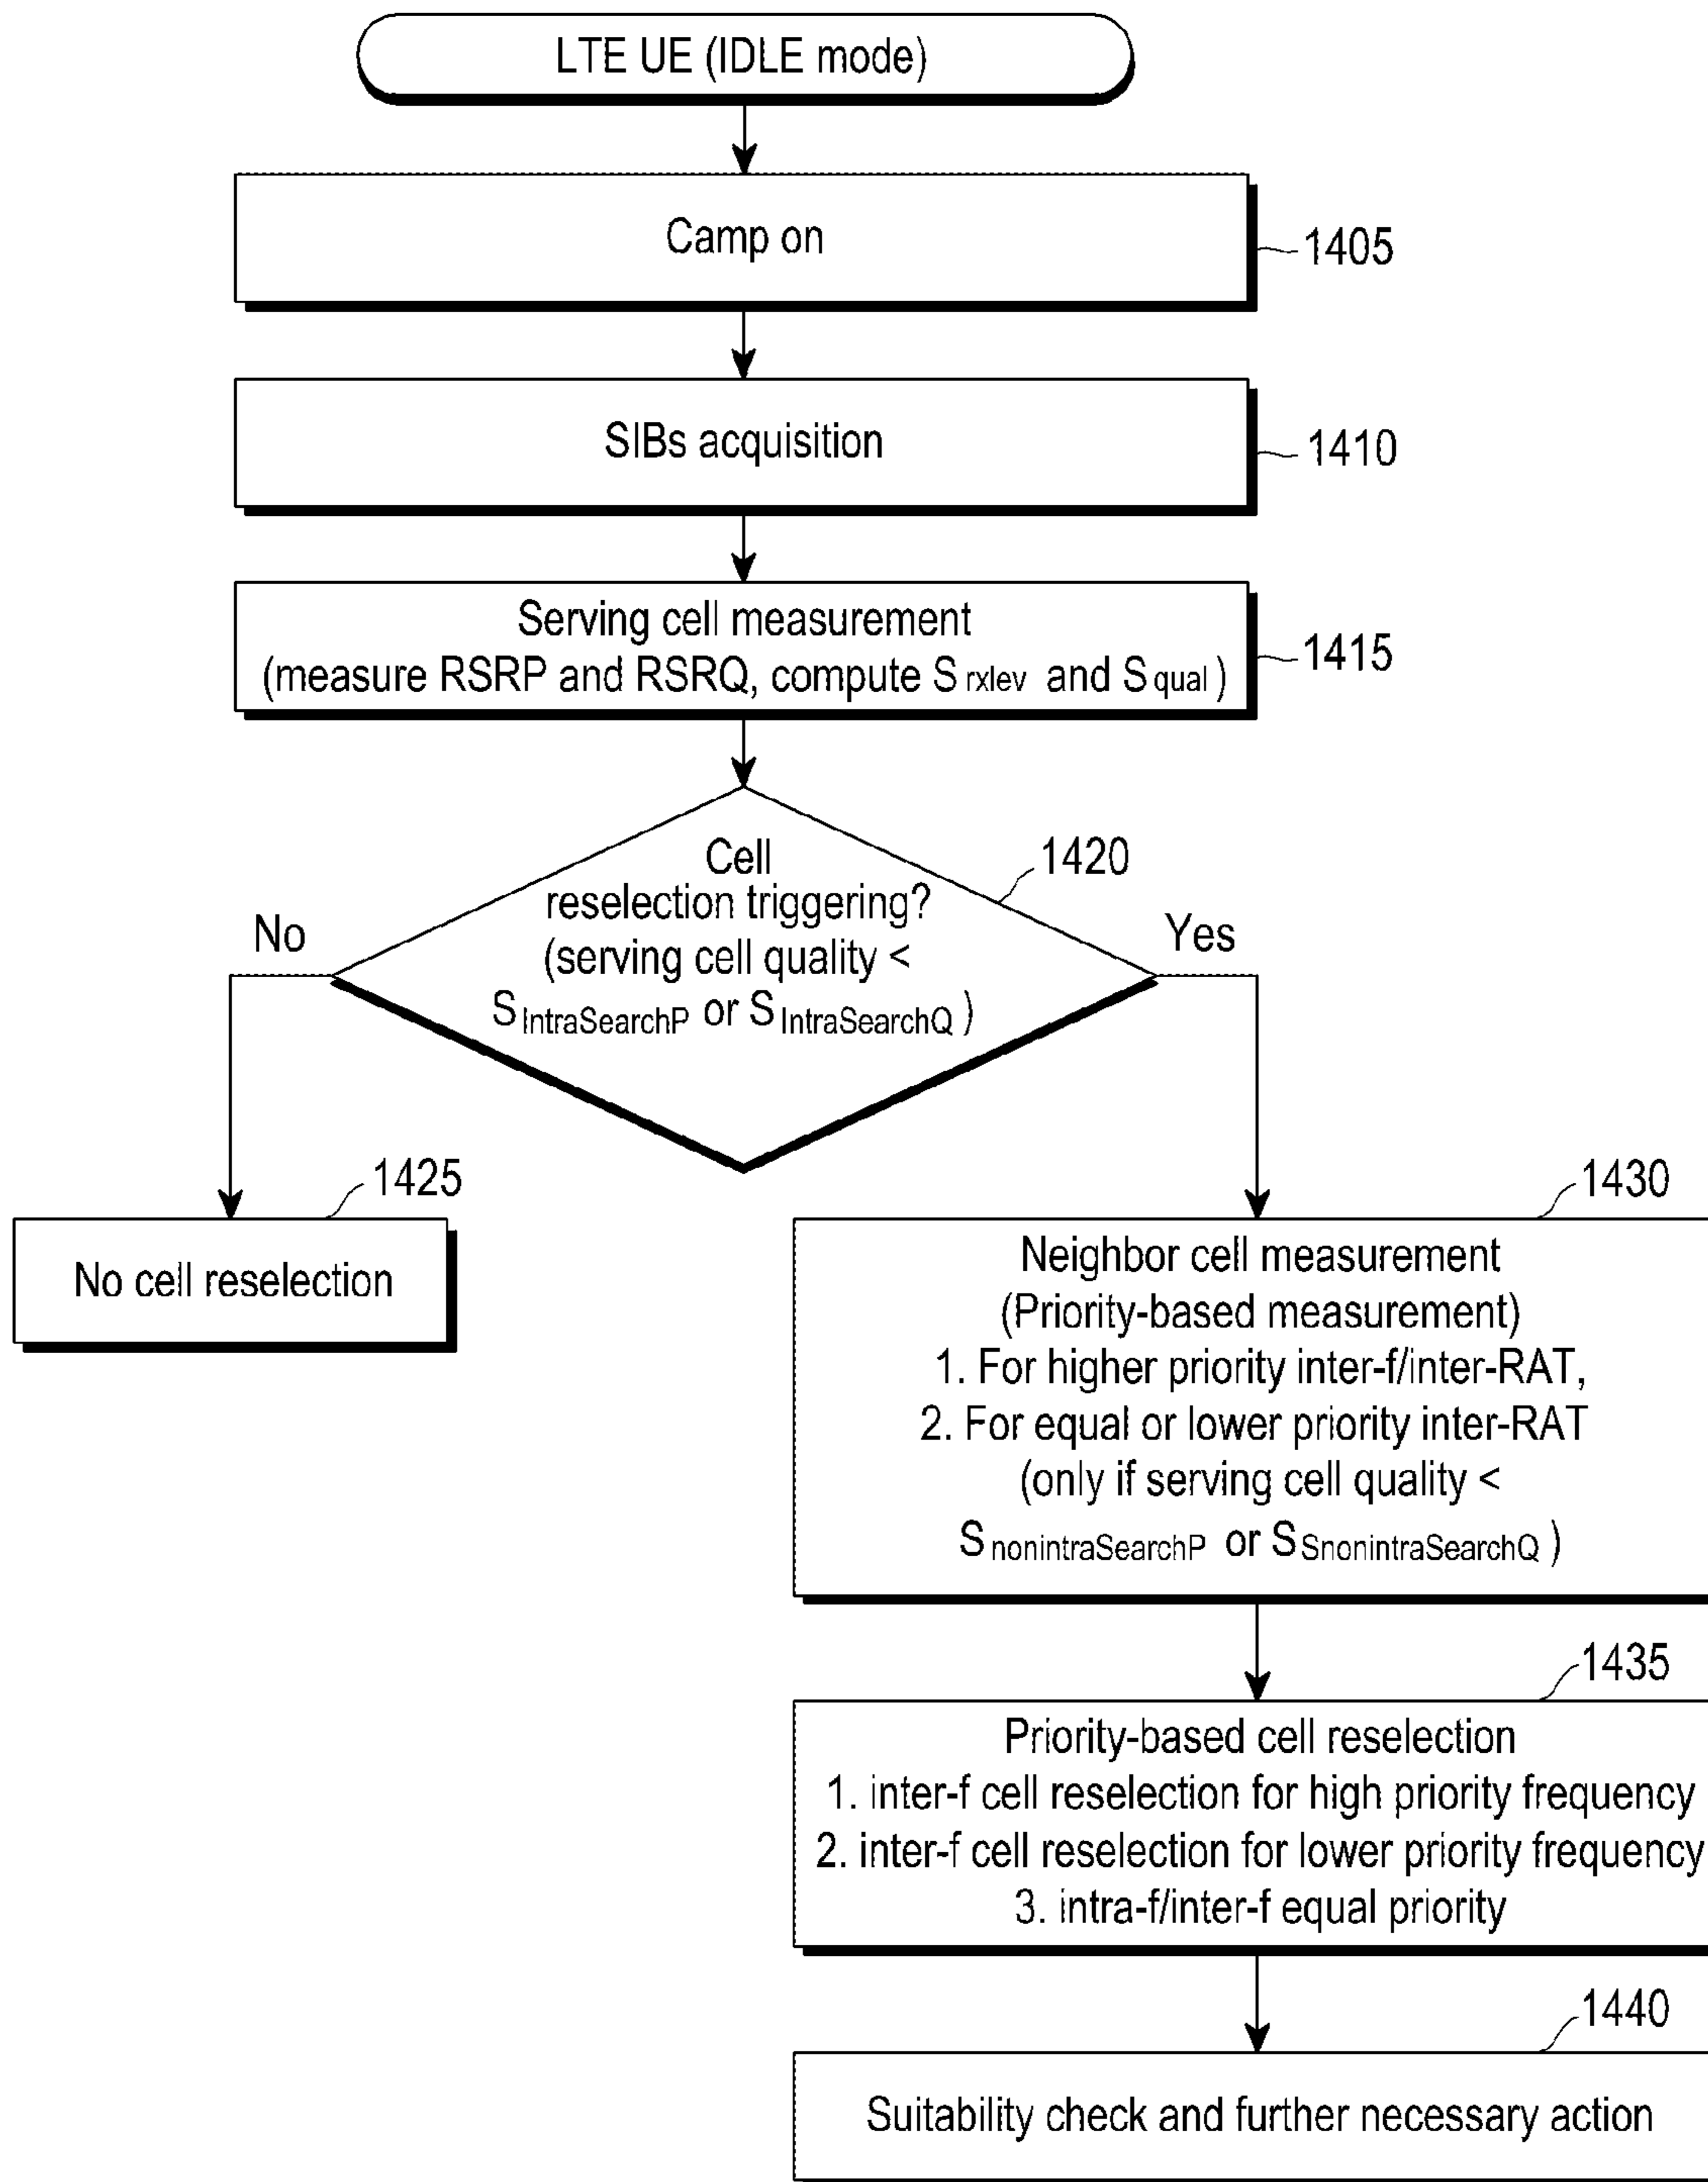 LTE UE (IDLE mode)
Camp on
1405
SIBs acquisition
1410
Serving cell measurement
(measure RSRP and RSRQ, compute S rxlev and S qual)
1415
Cell
reselection triggering?
(serving cell quality <
S IntraSearchP or S IntraSearchQ )
1420
No
Yes
1425
No cell reselection
1430
Neighbor cell measurement
(Priority-based measurement)
1. For higher priority inter-f/inter-RAT,
2. For equal or lower priority inter-RAT
(only if serving cell quality <
S nonintraSearchP or S SnonintraSearchQ )
1435
Priority-based cell reselection
1. inter-f cell reselection for high priority frequency
2. inter-f cell reselection for lower priority frequency
3. intra-f/inter-f equal priority
1440
Suitability check and further necessary action